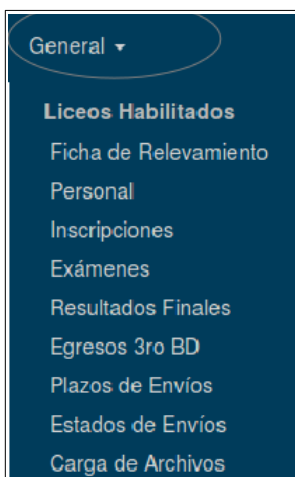 General
Liceos Habilitados
Ficha de Relevamiento
Personal
Inscripciones
Exámenes
Resultados Finales
Egresos 3ro BD
Plazos de Envíos
Estados de Envíos
Carga de Archivos